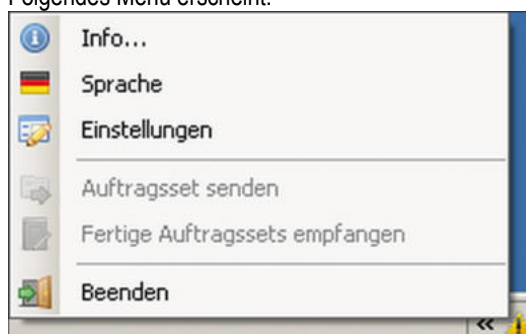 Folgendes Menü erscheint:
Info...
Sprache
Einstellungen
Auftragsset senden
Fertige Auftragssets empfangen
Beenden
«